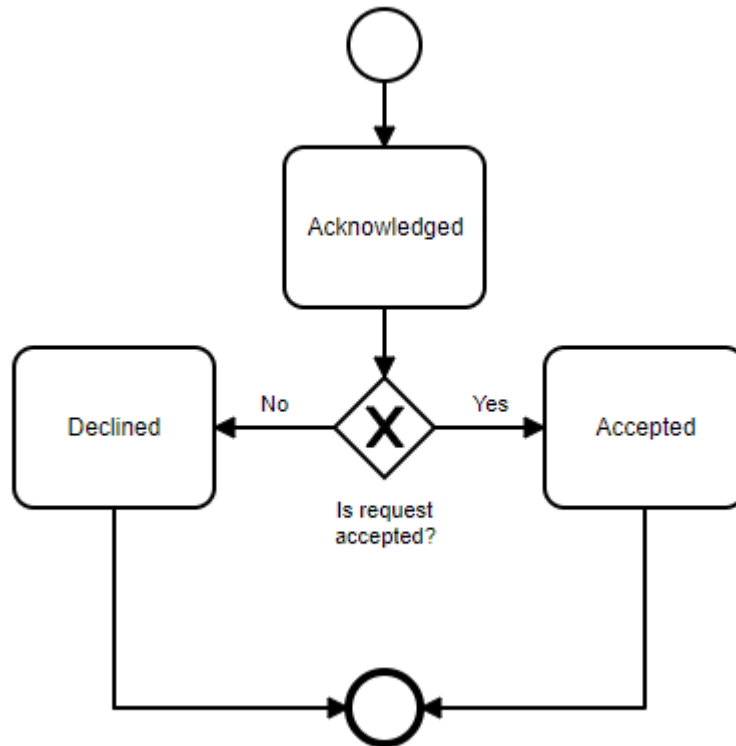 Acknowledged
No
Yes
Declined
Accepted
Is request
accepted?